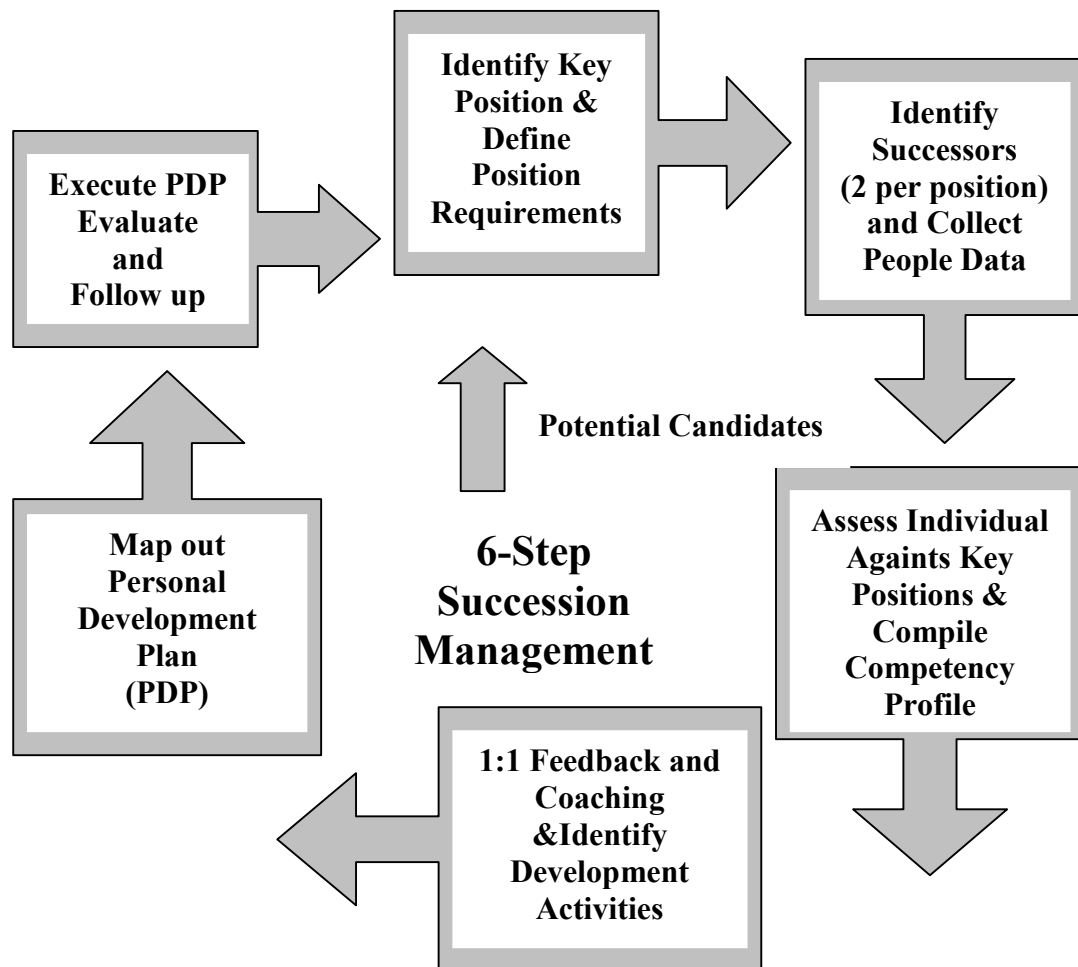 Identify Key
Position &
Define
Position
Requirements
Identify
Successors
(2 per position)
and Collect
People Data
Assess Individual
Againts Key
Positions &
Compile
Competency
Profile
1:1 Feedback and
Coaching
&Identify
Development
Activities
Map out
Personal
Development
Plan
(PDP)
Execute PDP
Evaluate
and
Follow up
Potential Candidates
6-Step
Succession
Management